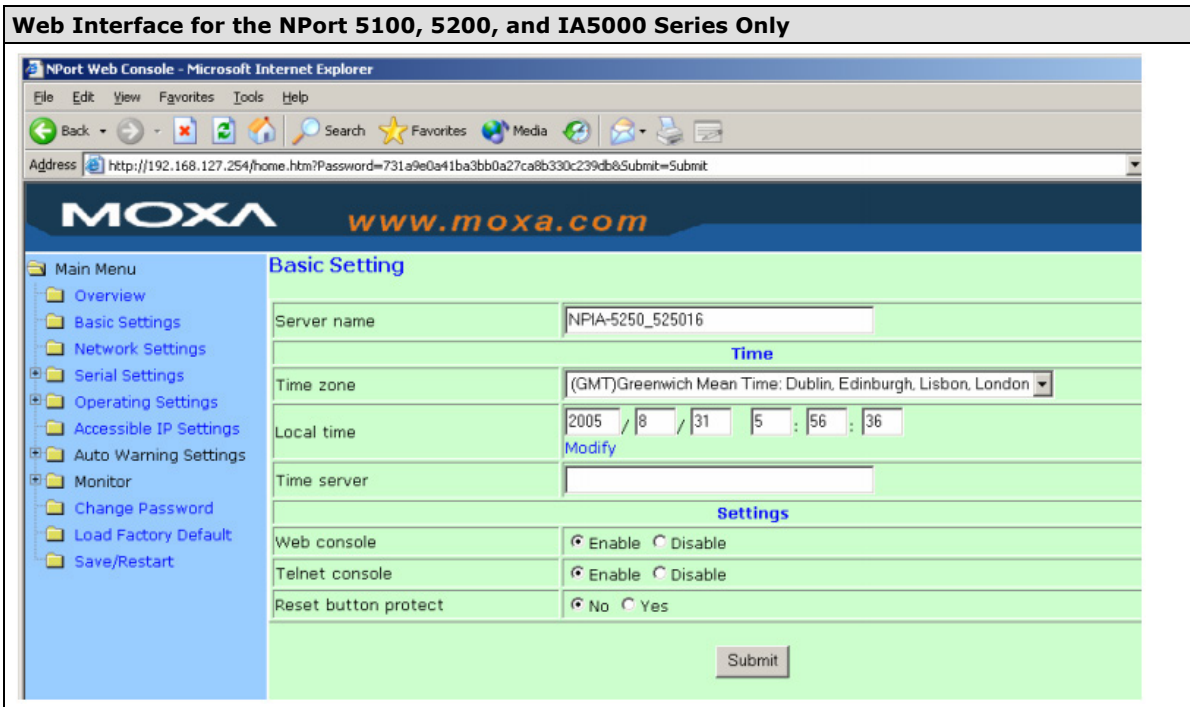 Web Interface for the NPort 5100, 5200, and IA5000 Series Only
NPort Web Console - Microsoft Internet Explorer
File Edit View Favorites Tools Help
Back Search Favorites Media
Address http://192.168.127.254/home.htm?Password=731a9e0a41ba3bb0a27ca8b330c239db&Submit=Submit
MOXA www.moxa.com
Main Menu
Overview
Basic Settings
Network Settings
Serial Settings
Operating Settings
Accessible IP Settings
Auto Warning Settings
Monitor
Change Password
Load Factory Default
Save/Restart
Basic Setting
Server name NPIA-5250_525016
Time
Time zone (GMT)Greenwich Mean Time: Dublin, Edinburgh, Lisbon, London
Local time 2005 / 8 / 31 5 : 56 : 36
Modify
Time server
Settings
Web console Enable Disable
Telnet console Enable Disable
Reset button protect No Yes
Submit